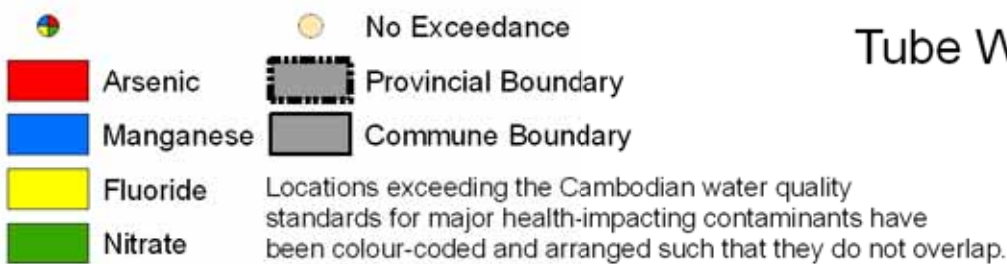 No Exceedance
Tube W
Arsenic
Provincial Boundary
Manganese
Commune Boundary
Fluoride
Nitrate
Locations exceeding the Cambodian water quality
standards for major health-impacting contaminants have
been colour-coded and arranged such that they do not overlap.